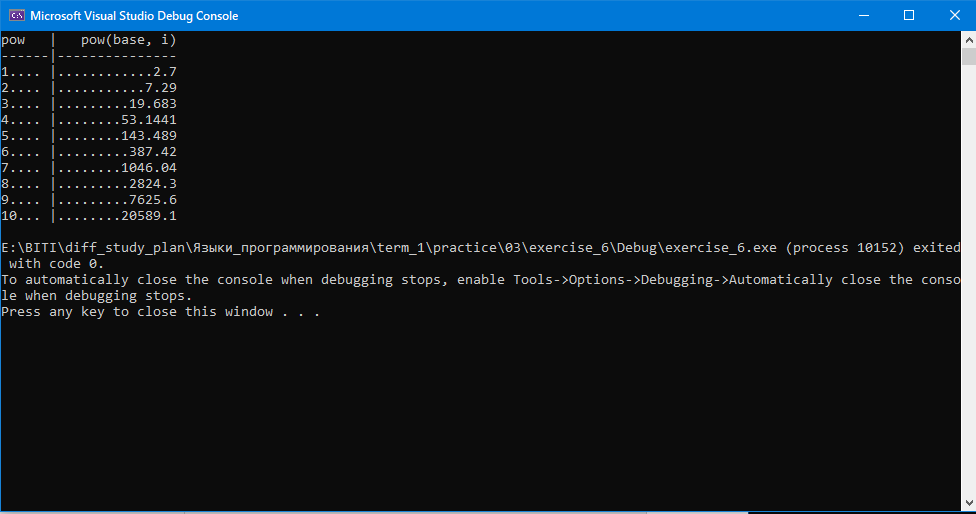 Microsoft Visual Studio Debug Console
pow   |   pow(base, i)
------|---------------
1.... |............2.7
2.... |...........7.29
3.... |.........19.683
4.... |........53.1441
5.... |........143.489
6.... |.........387.42
7.... |........1046.04
8.... |.........2824.3
9.... |.........7625.6
10... |........20589.1
E:\BITI\diff_study_plan\Языки_программирования\term_1\practice\03\exercise_6\Debug\exercise_6.exe (process 10152) exited
 with code 0.
To automatically close the console when debugging stops, enable Tools->Options->Debugging->Automatically close the conso
le when debugging stops.
Press any key to close this window . . .